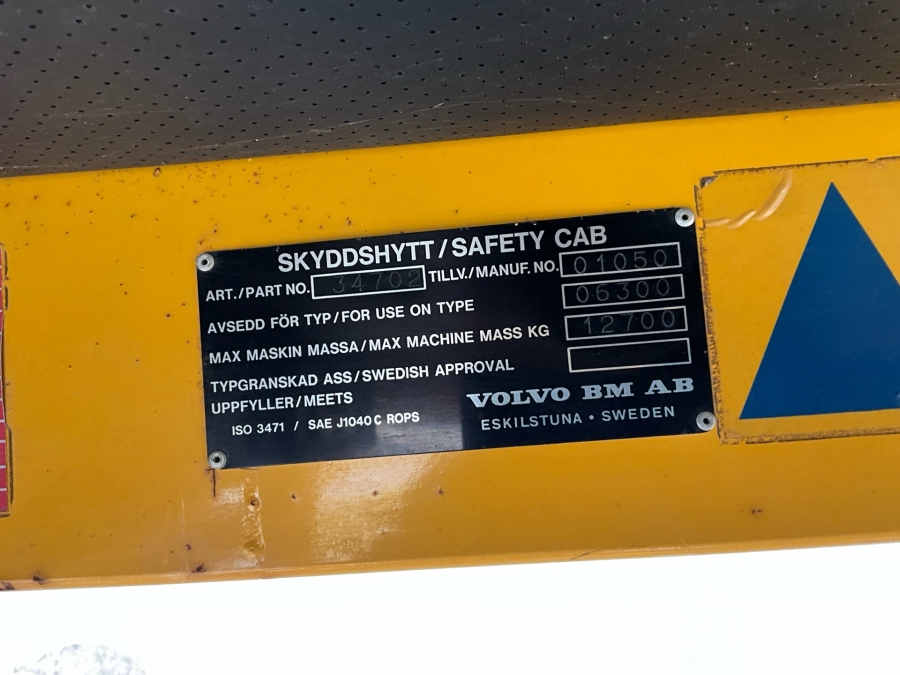 SKYDDSHYTT/SAFETY CAB
ART./PART NO. 34702 TILLV./MANUF. NO. 01050
AVSEDD FÖR TYP/FOR USE ON TYPE 06300
MAX MASKIN MASSA/MAX MACHINE MASS KG 12700
TYPGRANSKAD ASS/SWEDISH APPROVAL
UPPFYLLER/MEETS
ISO 3471 / SAE J1040 C ROPS
VOLVO BM AB
ESKILSTUNA • SWEDEN